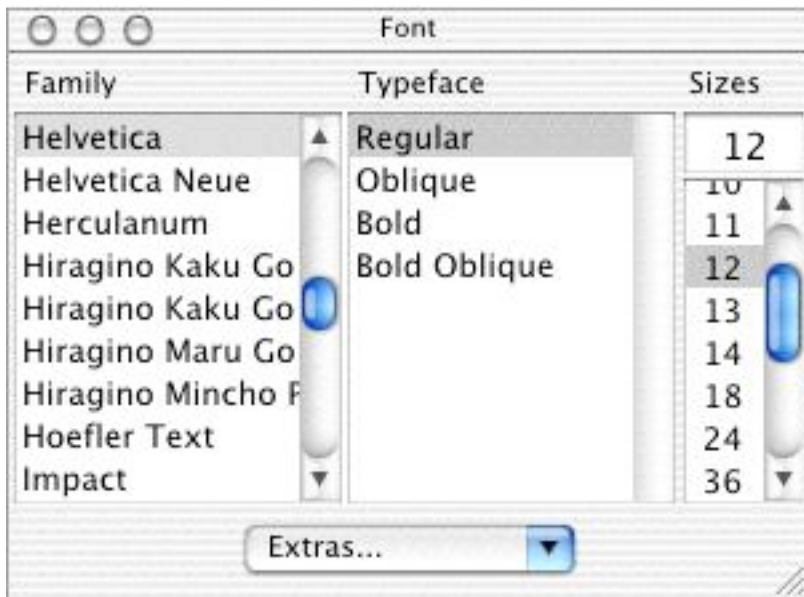 Font
Family
Typeface
Sizes
Helvetica
Helvetica Neue
Herculanum
Hiragino Kaku Go
Hiragino Kaku Go
Hiragino Maru Go
Hiragino Mincho P
Hoefler Text
Impact
Regular
Oblique
Bold
Bold Oblique
12
10
11
12
13
14
18
24
36
Extras...